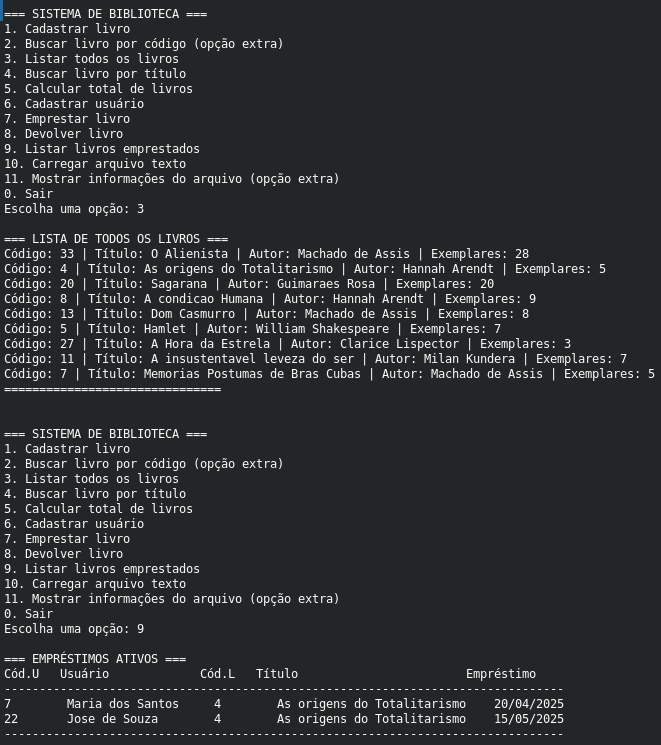 === SISTEMA DE BIBLIOTECA ===
1. Cadastrar livro
2. Buscar livro por código (opção extra)
3. Listar todos os livros
4. Buscar livro por título
5. Calcular total de livros
6. Cadastrar usuário
7. Emprestar livro
8. Devolver livro
9. Listar livros emprestados
10. Carregar arquivo texto
11. Mostrar informações do arquivo (opção extra)
0. Sair
Escolha uma opção: 3
=== LISTA DE TODOS OS LIVROS ===
Código: 33 | Título: O Alienista | Autor: Machado de Assis | Exemplares: 28
Código: 4 | Título: As origens do Totalitarismo | Autor: Hannah Arendt | Exemplares: 5
Código: 20 | Título: Sagarana | Autor: Guimaraes Rosa | Exemplares: 20
Código: 8 | Título: A condicao Humana | Autor: Hannah Arendt | Exemplares: 9
Código: 13 | Título: Dom Casmurro | Autor: Machado de Assis | Exemplares: 8
Código: 5 | Título: Hamlet | Autor: William Shakespeare | Exemplares: 7
Código: 27 | Título: A Hora da Estrela | Autor: Clarice Lispector | Exemplares: 3
Código: 11 | Título: A insustentavel leveza do ser | Autor: Milan Kundera | Exemplares: 7
Código: 7 | Título: Memorias Postumas de Bras Cubas | Autor: Machado de Assis | Exemplares: 5
===============================
=== SISTEMA DE BIBLIOTECA ===
1. Cadastrar livro
2. Buscar livro por código (opção extra)
3. Listar todos os livros
4. Buscar livro por título
5. Calcular total de livros
6. Cadastrar usuário
7. Emprestar livro
8. Devolver livro
9. Listar livros emprestados
10. Carregar arquivo texto
11. Mostrar informações do arquivo (opção extra)
0. Sair
Escolha uma opção: 9
=== EMPRÉSTIMOS ATIVOS ===
Cód.U   Usuário             Cód.L   Título                        Empréstimo
--------------------------------------------------------------------------------
7        Maria dos Santos     4        As origens do Totalitarismo    20/04/2025
22       Jose de Souza        4        As origens do Totalitarismo    15/05/2025
--------------------------------------------------------------------------------